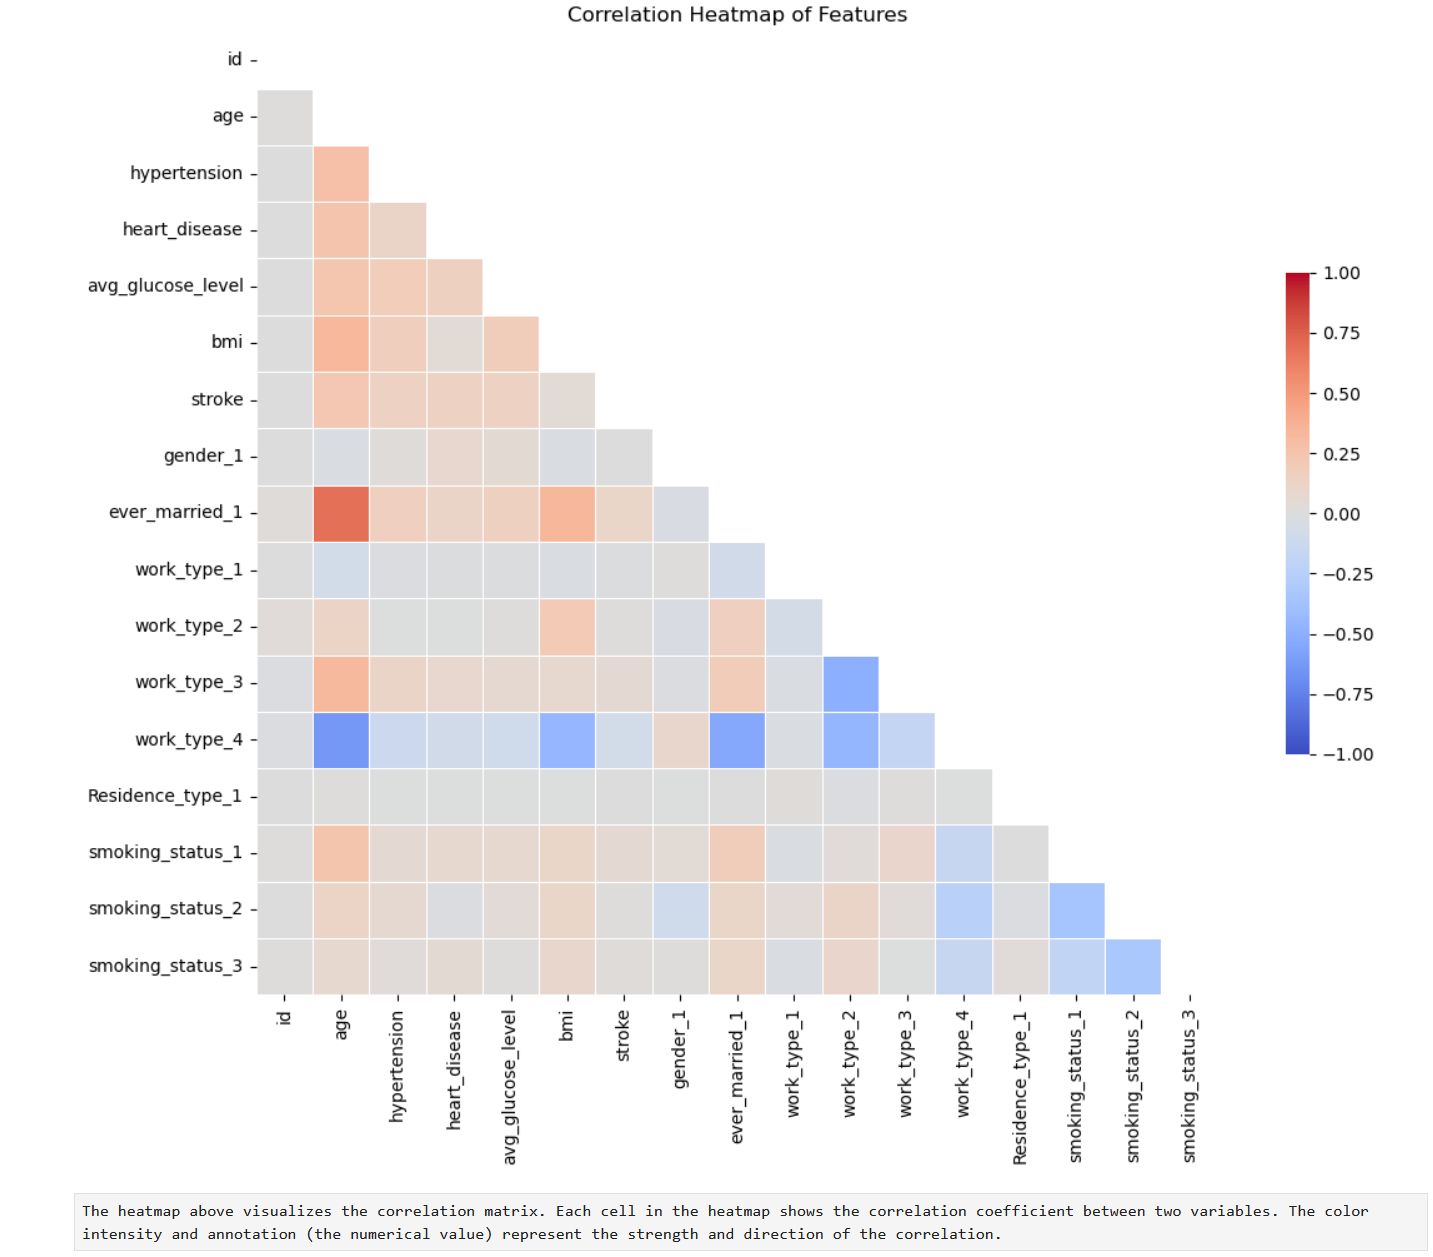 Correlation Heatmap of Features
id
age
hypertension
heart_disease
avg_glucose_level
bmi
stroke
gender_1
ever_married_1
work_type_1
work_type_2
work_type_3
work_type_4
Residence_type_1
smoking_status_1
smoking_status_2
smoking_status_3
id
age
hypertension
heart_disease
avg_glucose_level
bmi
stroke
gender_1
ever_married_1
work_type_1
work_type_2
work_type_3
work_type_4
Residence_type_1
smoking_status_1
smoking_status_2
smoking_status_3
1.00
0.75
0.50
0.25
0.00
−0.25
−0.50
−0.75
−1.00
The heatmap above visualizes the correlation matrix. Each cell in the heatmap shows the correlation coefficient between two variables. The color
intensity and annotation (the numerical value) represent the strength and direction of the correlation.